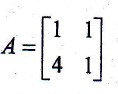 A = [1 1
4 1]